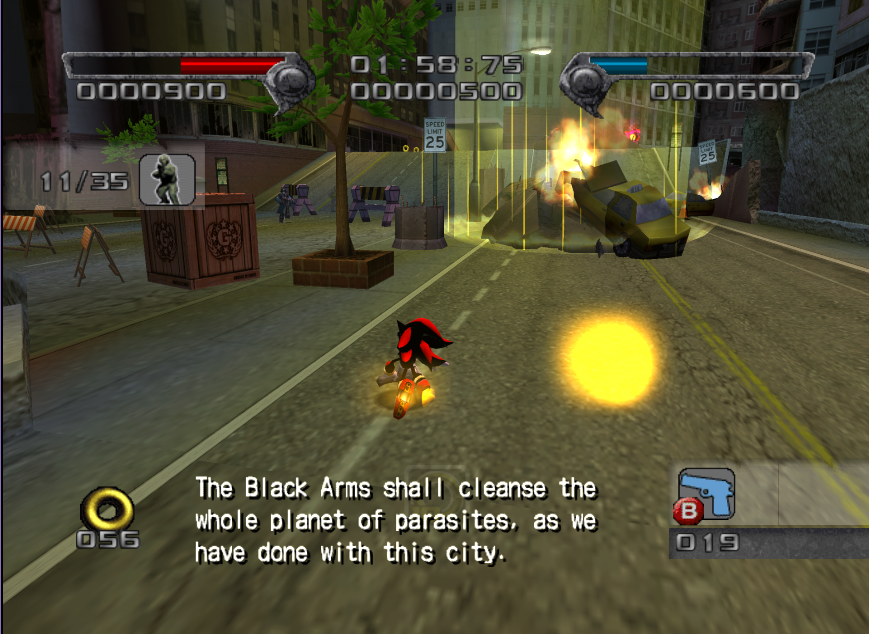 01:58:75
0000900 00000500 0000600
SPEED LIMIT 25
SPEED LIMIT 25
11/35
G G
The Black Arms shall cleanse the
whole planet of parasites, as we
have done with this city.
B
056
019